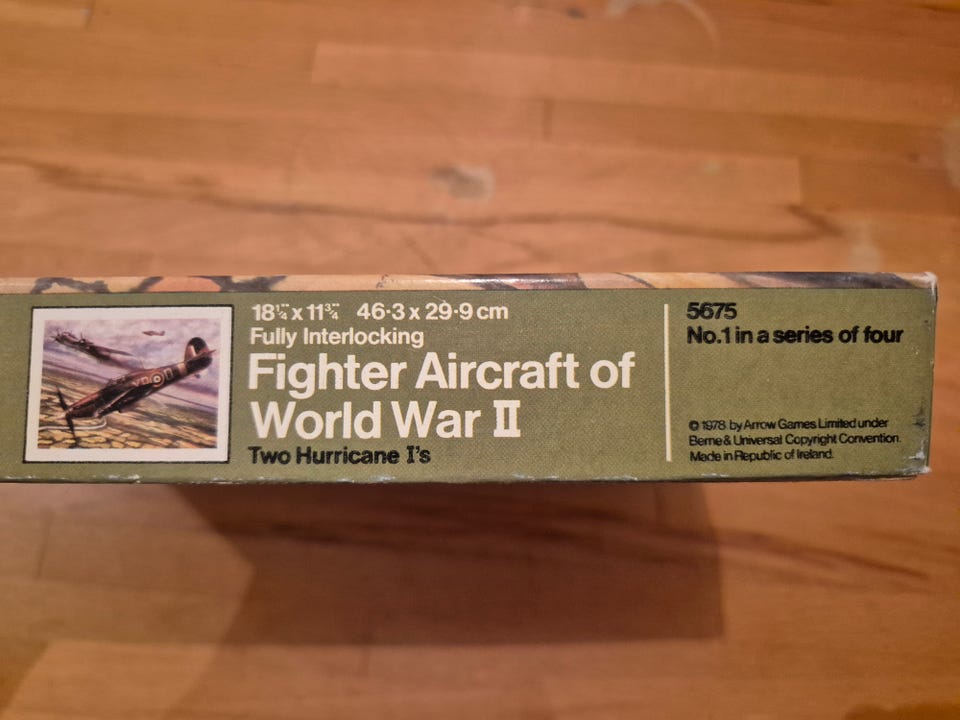 18¼" x 11¾" 46·3 x 29·9 cm
Fully Interlocking
Fighter Aircraft of
World War II
Two Hurricane I's
5675
No.1 in a series of four
© 1978 by Arrow Games Limited under
Berne & Universal Copyright Convention.
Made in Republic of Ireland.